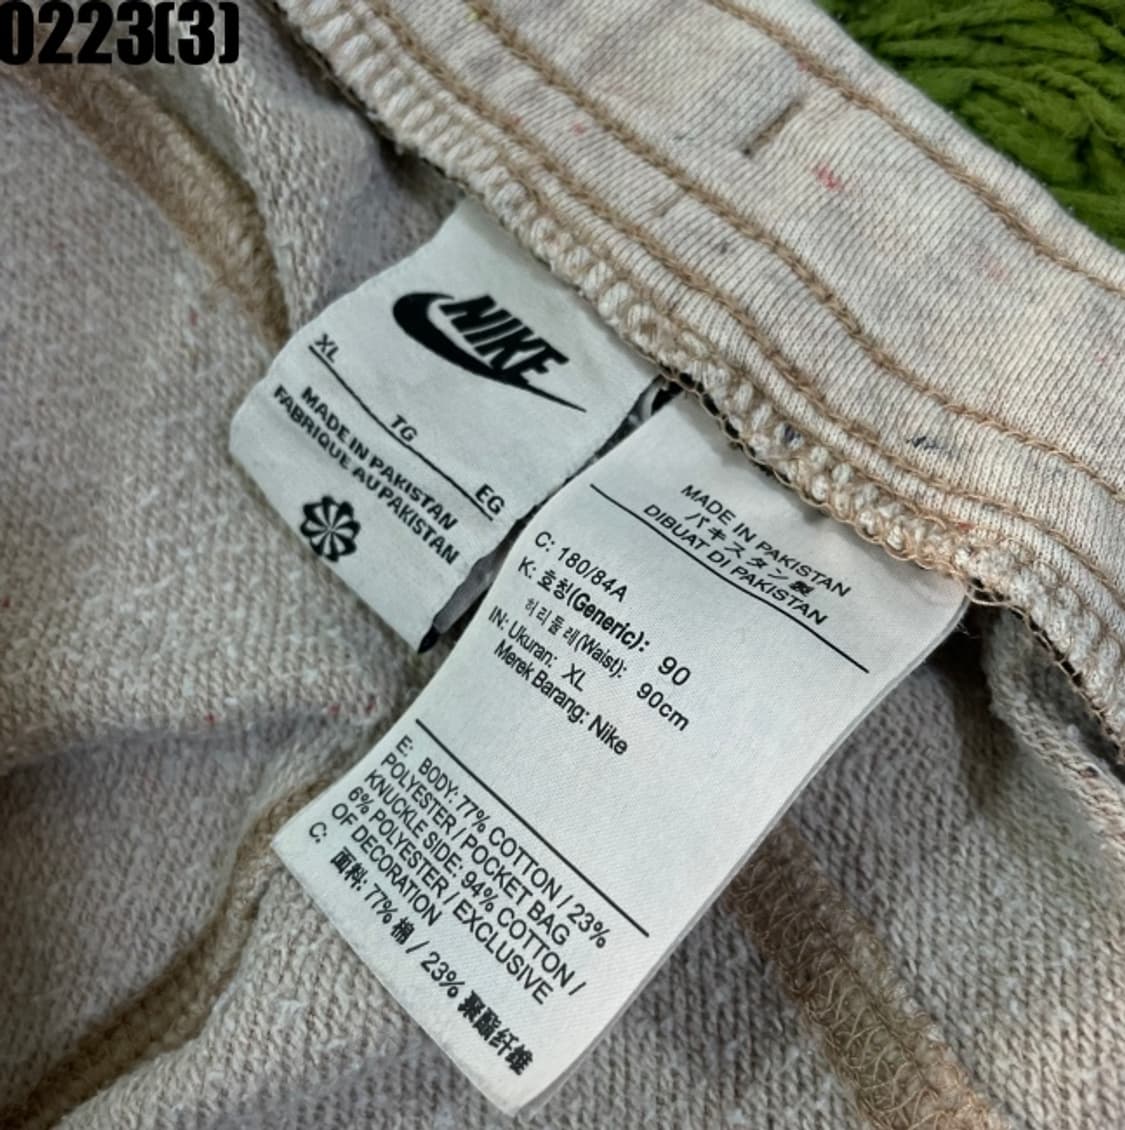 0223(3)
NIKE
XL TG EG
MADE IN PAKISTAN
FABRIQUE AU PAKISTAN
MADE IN PAKISTAN
パキスタン製
DIBUAT DI PAKISTAN
C: 180/84A
K: 호칭(Generic): 90
허리둘레(Waist): 90cm
IN: Ukuran: XL
Merek Barang: Nike
E: BODY: 77% COTTON / 23%
POLYESTER / POCKET BAG
KNUCKLE SIDE: 94% COTTON /
6% POLYESTER / EXCLUSIVE
OF DECORATION
C: 面料: 77% 棉 / 23% 聚酯纤维